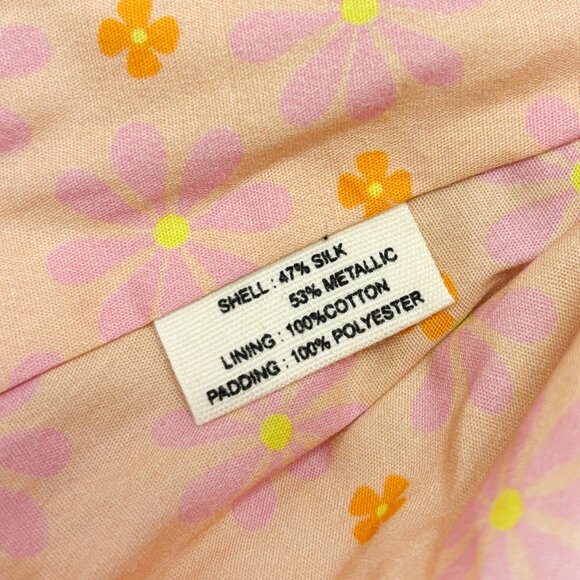 SHELL : 47% SILK
53% METALLIC
LINING : 100%COTTON
PADDING : 100% POLYESTER